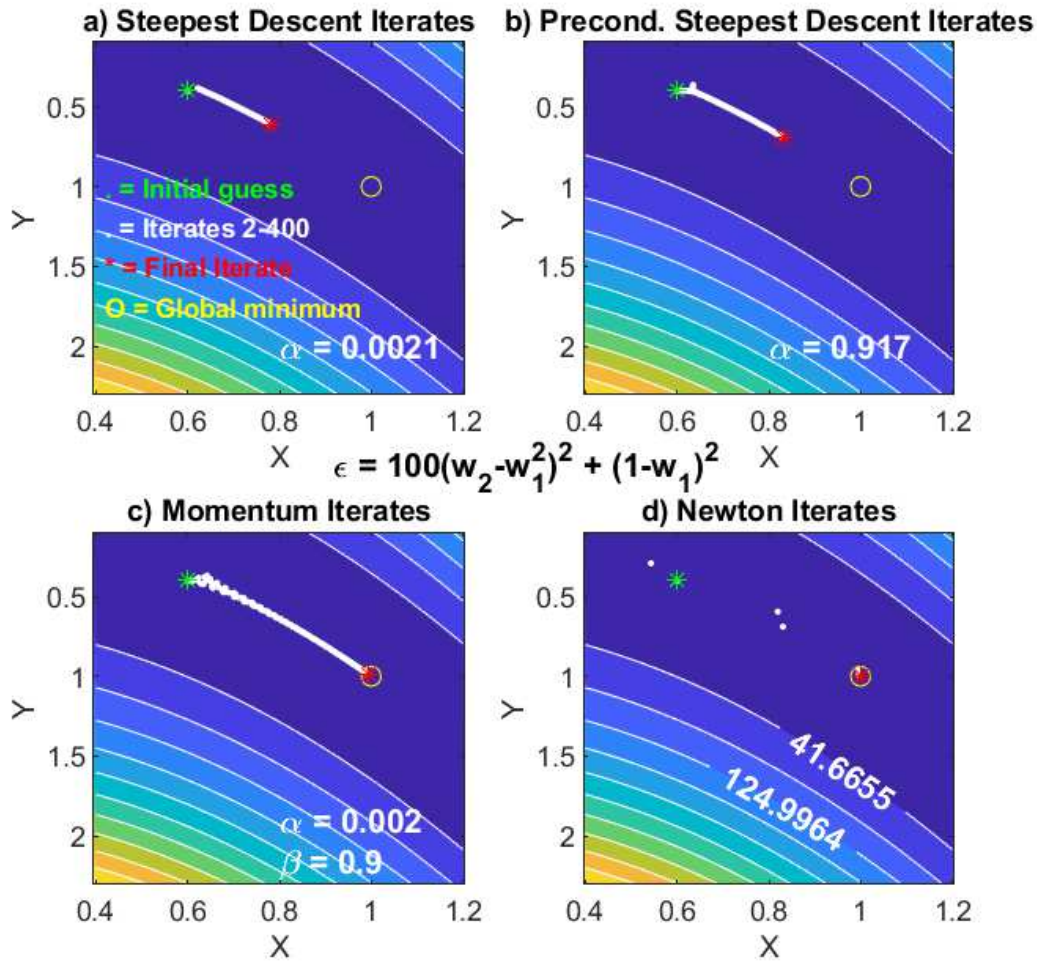 a) Steepest Descent Iterates
b) Precond. Steepest Descent Iterates
0.5
1
1.5
2
Y
. = Initial guess
. = Iterates 2-400
* = Final Iterate
O = Global minimum
α = 0.0021
0.4 0.6 0.8 1 1.2
X
0.5
1
1.5
2
Y
α = 0.917
0.4 0.6 0.8 1 1.2
X
ϵ = 100(w_2-w_1^2)^2 + (1-w_1)^2
c) Momentum Iterates
d) Newton Iterates
0.5
1
1.5
2
Y
α = 0.002
β = 0.9
0.4 0.6 0.8 1 1.2
X
0.5
1
1.5
2
Y
41.6655
124.9964
0.4 0.6 0.8 1 1.2
X